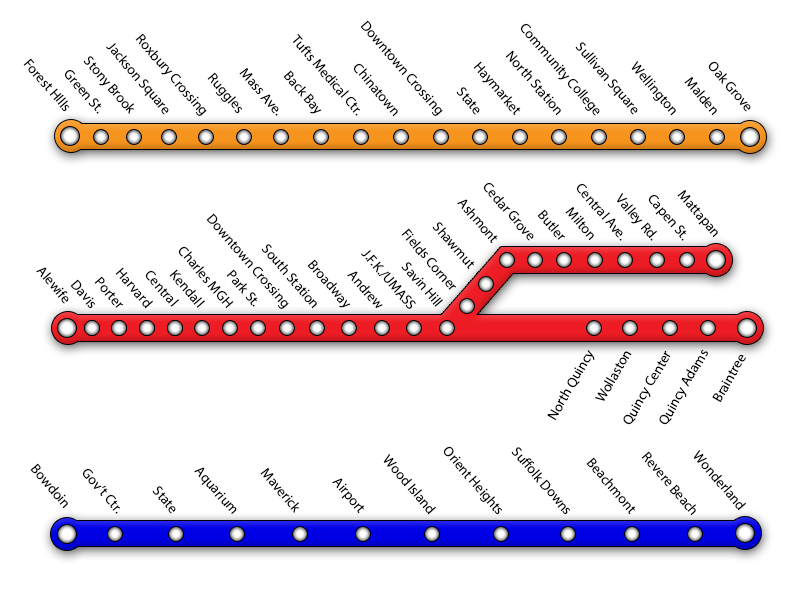 Forest HIlls
Green St.
Stony Brook
Jackson Square
Roxbury Crossing
Ruggles
Mass Ave.
Back Bay
Tufts Medical Ctr.
Chinatown
Downtown Crossing
State
Haymarket
North Station
Community College
Sullivan Square
Wellington
Malden
Oak Grove
Alewife
Davis
Porter
Harvard
Central
Kendall
Charles MGH
Park St.
Downtown Crossing
South Station
Broadway
Andrew
J.F.K./UMASS
Savin Hill
Fields Corner
Shawmut
Ashmont
Cedar Grove
Butler
Milton
Central Ave.
Valley Rd.
Capen St.
Mattapan
North Quincy
Wollaston
Quincy Center
Quincy Adams
Braintree
Bowdoin
Gov't Ctr.
State
Aquarium
Maverick
Airport
Wood Island
Orient Heights
Suffolk Downs
Beachmont
Revere Beach
Wonderland